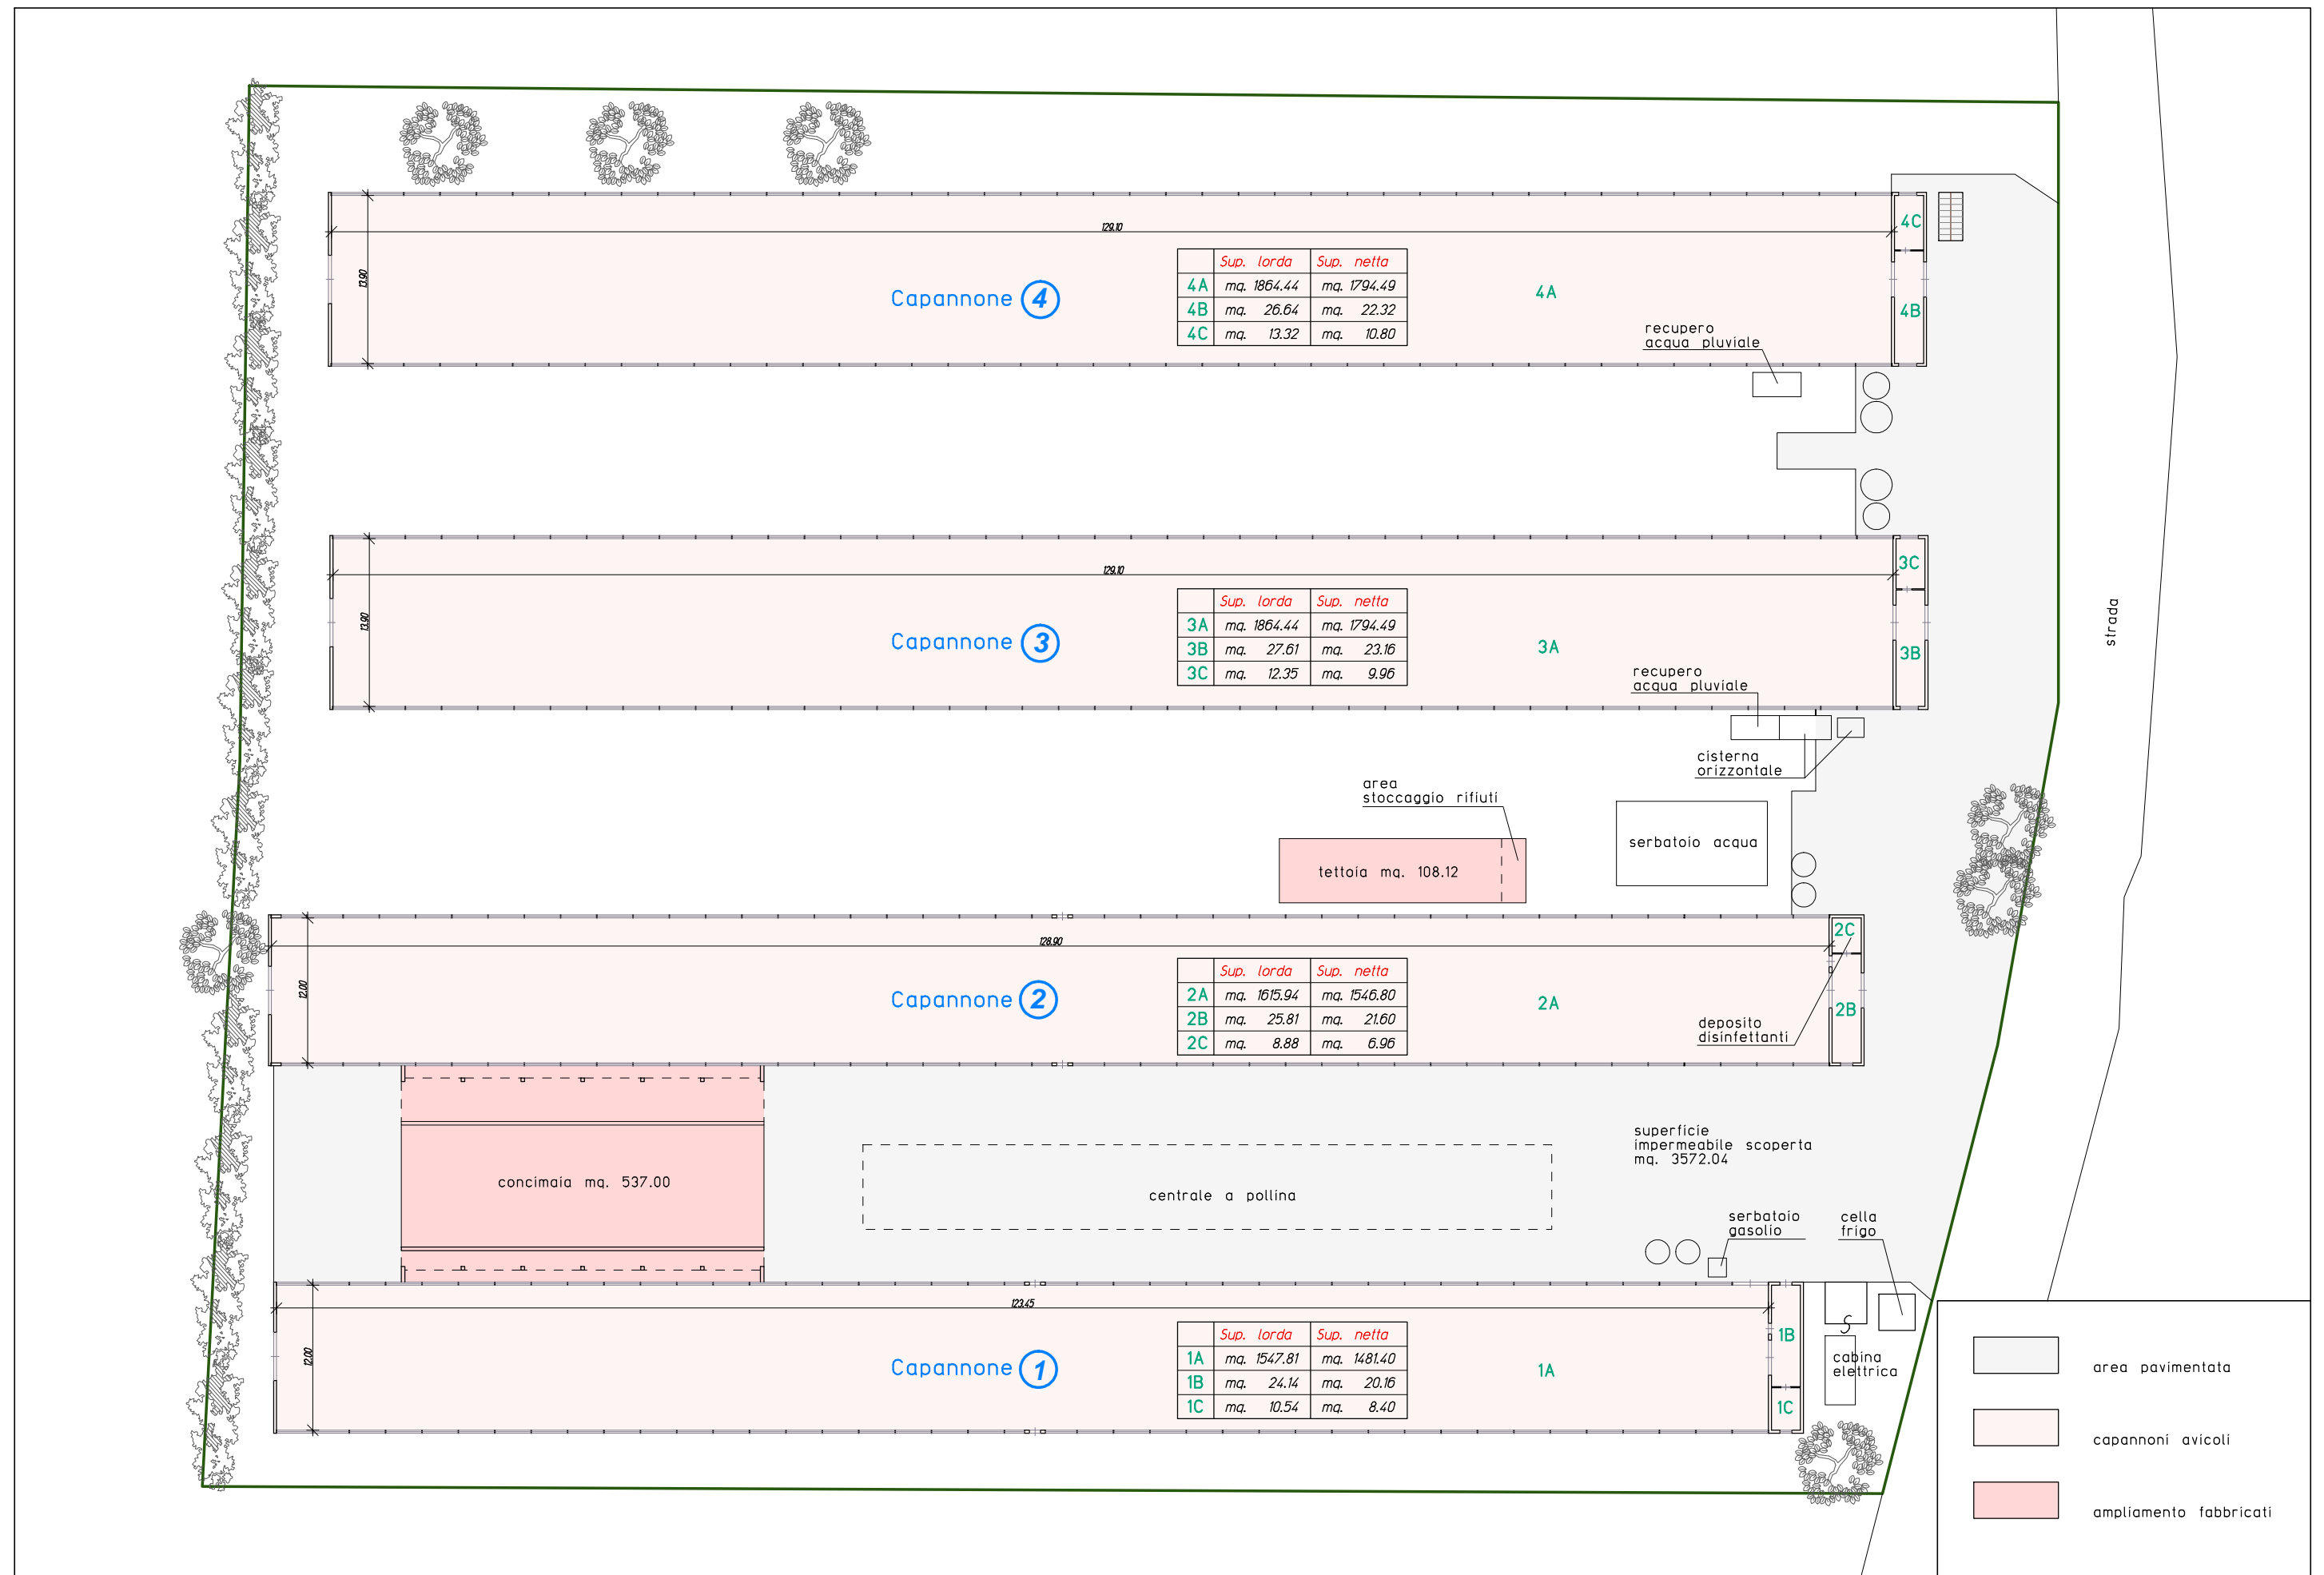 129.10
4C
13.90
Sup. lorda Sup. netta
4A mq. 1864.44 mq. 1794.49
4B mq. 26.64 mq. 22.32
4C mq. 13.32 mq. 10.80
Capannone 4
4A
4B
recupero
acqua pluviale
129.10
3C
13.90
Sup. lorda Sup. netta
3A mq. 1864.44 mq. 1794.49
3B mq. 27.61 mq. 23.16
3C mq. 12.35 mq. 9.96
Capannone 3
3A
3B
strada
recupero
acqua pluviale
cisterna
orizzontale
area
stoccaggio rifiuti
serbatoio acqua
tettoia mq. 108.12
128.90
2C
12.00
Sup. lorda Sup. netta
2A mq. 1615.94 mq. 1546.80
2B mq. 25.81 mq. 21.60
2C mq. 8.88 mq. 6.96
Capannone 2
2A
2B
deposito
disinfettanti
superficie
impermeabile scoperta
mq. 3572.04
concimaia mq. 537.00
centrale a pollina
serbatoio
gasolio
cella
frigo
123.45
12.00
Sup. lorda Sup. netta
1A mq. 1547.81 mq. 1481.40
1B mq. 24.14 mq. 20.16
1C mq. 10.54 mq. 8.40
Capannone 1
1A
1B
1C
S
cabina
elettrica
area pavimentata
capannoni avicoli
ampliamento fabbricati